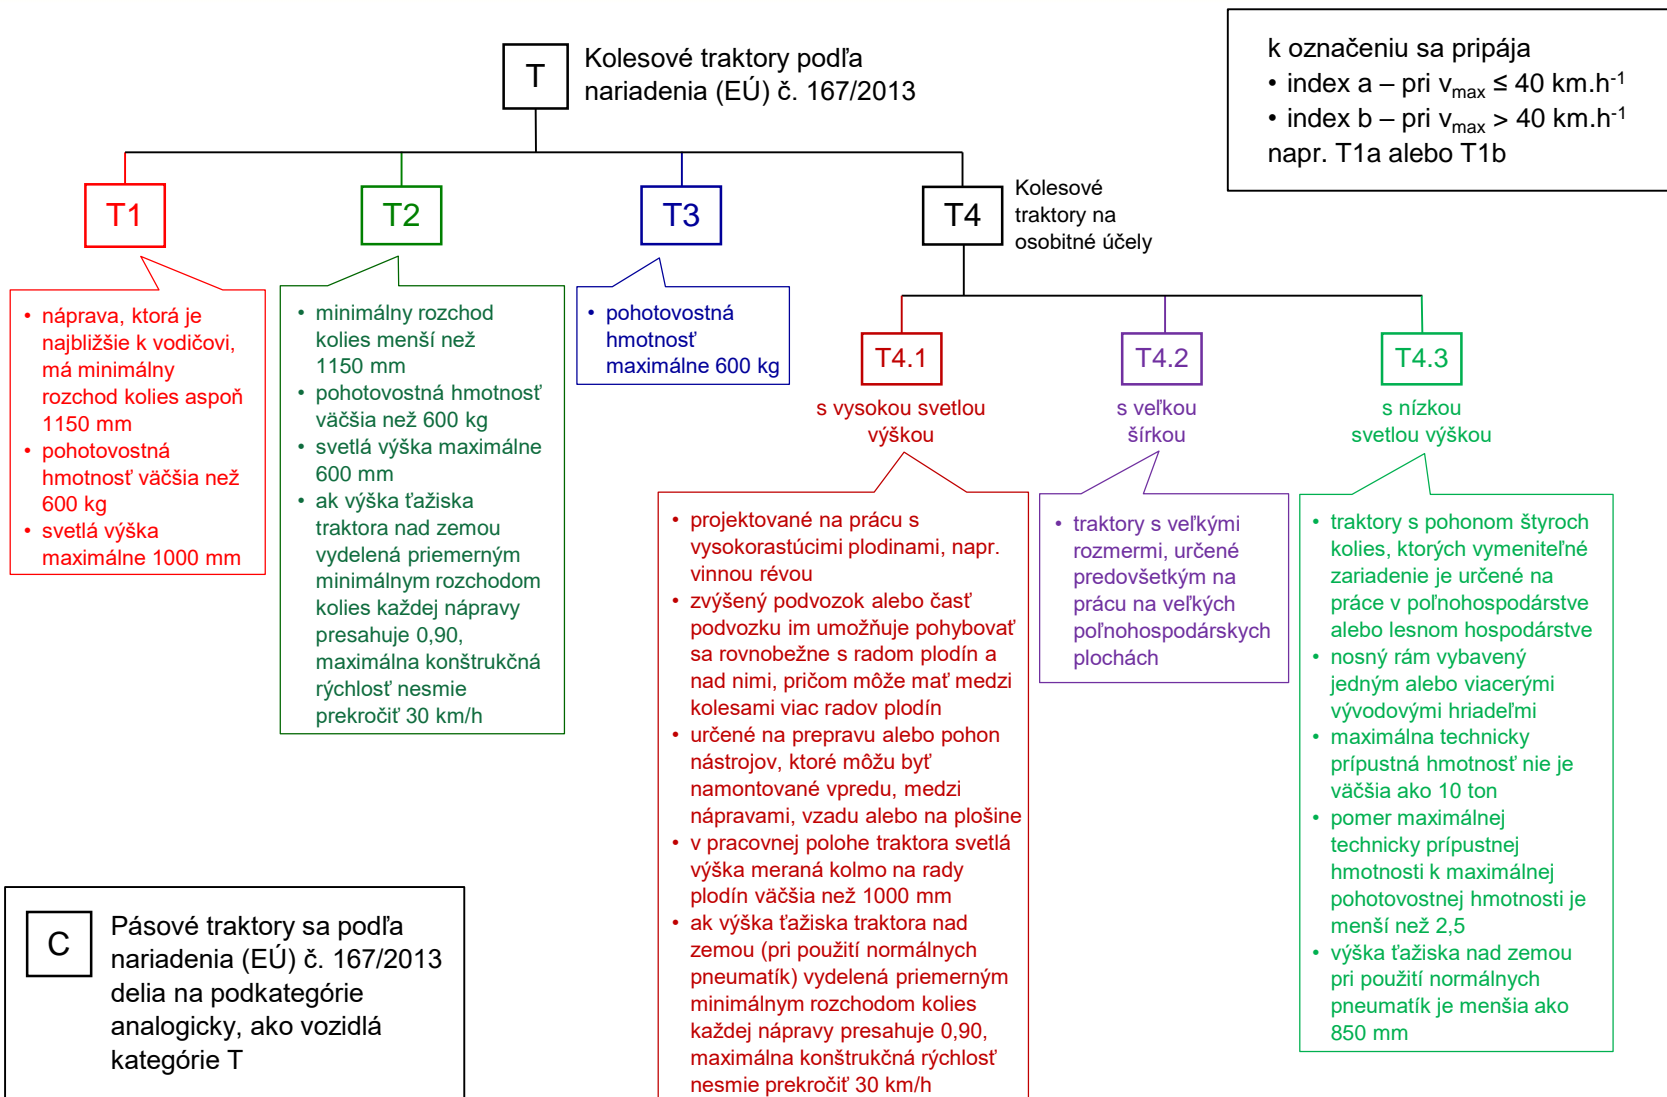 T
Kolesové traktory podľa
nariadenia (EÚ) č. 167/2013
k označeniu sa pripája
• index a – pri vmax ≤ 40 km.h-1
• index b – pri vmax > 40 km.h-1
napr. T1a alebo T1b
T1
T2
T3
T4
Kolesové
traktory na
osobitné účely
• náprava, ktorá je
najbližšie k vodičovi,
má minimálny
rozchod kolies aspoň
1150 mm
• pohotovostná
hmotnosť väčšia než
600 kg
• svetlá výška
maximálne 1000 mm
• minimálny rozchod
kolies menší než
1150 mm
• pohotovostná hmotnosť
väčšia než 600 kg
• svetlá výška maximálne
600 mm
• ak výška ťažiska
traktora nad zemou
vydelená priemerným
minimálnym rozchodom
kolies každej nápravy
presahuje 0,90,
maximálna konštrukčná
rýchlosť nesmie
prekročiť 30 km/h
• pohotovostná
hmotnosť
maximálne 600 kg
T4.1
s vysokou svetlou
výškou
T4.2
s veľkou
šírkou
T4.3
s nízkou
svetlou výškou
• projektované na prácu s
vysokorastúcimi plodinami, napr.
vinnou révou
• zvýšený podvozok alebo časť
podvozku im umožňuje pohybovať
sa rovnobežne s radom plodín a
nad nimi, pričom môže mať medzi
kolesami viac radov plodín
• určené na prepravu alebo pohon
nástrojov, ktoré môžu byť
namontované vpredu, medzi
nápravami, vzadu alebo na plošine
• v pracovnej polohe traktora svetlá
výška meraná kolmo na rady
plodín väčšia než 1000 mm
• ak výška ťažiska traktora nad
zemou (pri použití normálnych
pneumatík) vydelená priemerným
minimálnym rozchodom kolies
každej nápravy presahuje 0,90,
maximálna konštrukčná rýchlosť
nesmie prekročiť 30 km/h
• traktory s veľkými
rozmermi, určené
predovšetkým na
prácu na veľkých
poľnohospodárskych
plochách
• traktory s pohonom štyroch
kolies, ktorých vymeniteľné
zariadenie je určené na
práce v poľnohospodárstve
alebo lesnom hospodárstve
• nosný rám vybavený
jedným alebo viacerými
vývodovými hriadeľmi
• maximálna technicky
prípustná hmotnosť nie je
väčšia ako 10 ton
• pomer maximálnej
technicky prípustnej
hmotnosti k maximálnej
pohotovostnej hmotnosti je
menší než 2,5
• výška ťažiska nad zemou
pri použití normálnych
pneumatík je menšia ako
850 mm
C
Pásové traktory sa podľa
nariadenia (EÚ) č. 167/2013
delia na podkategórie
analogicky, ako vozidlá
kategórie T